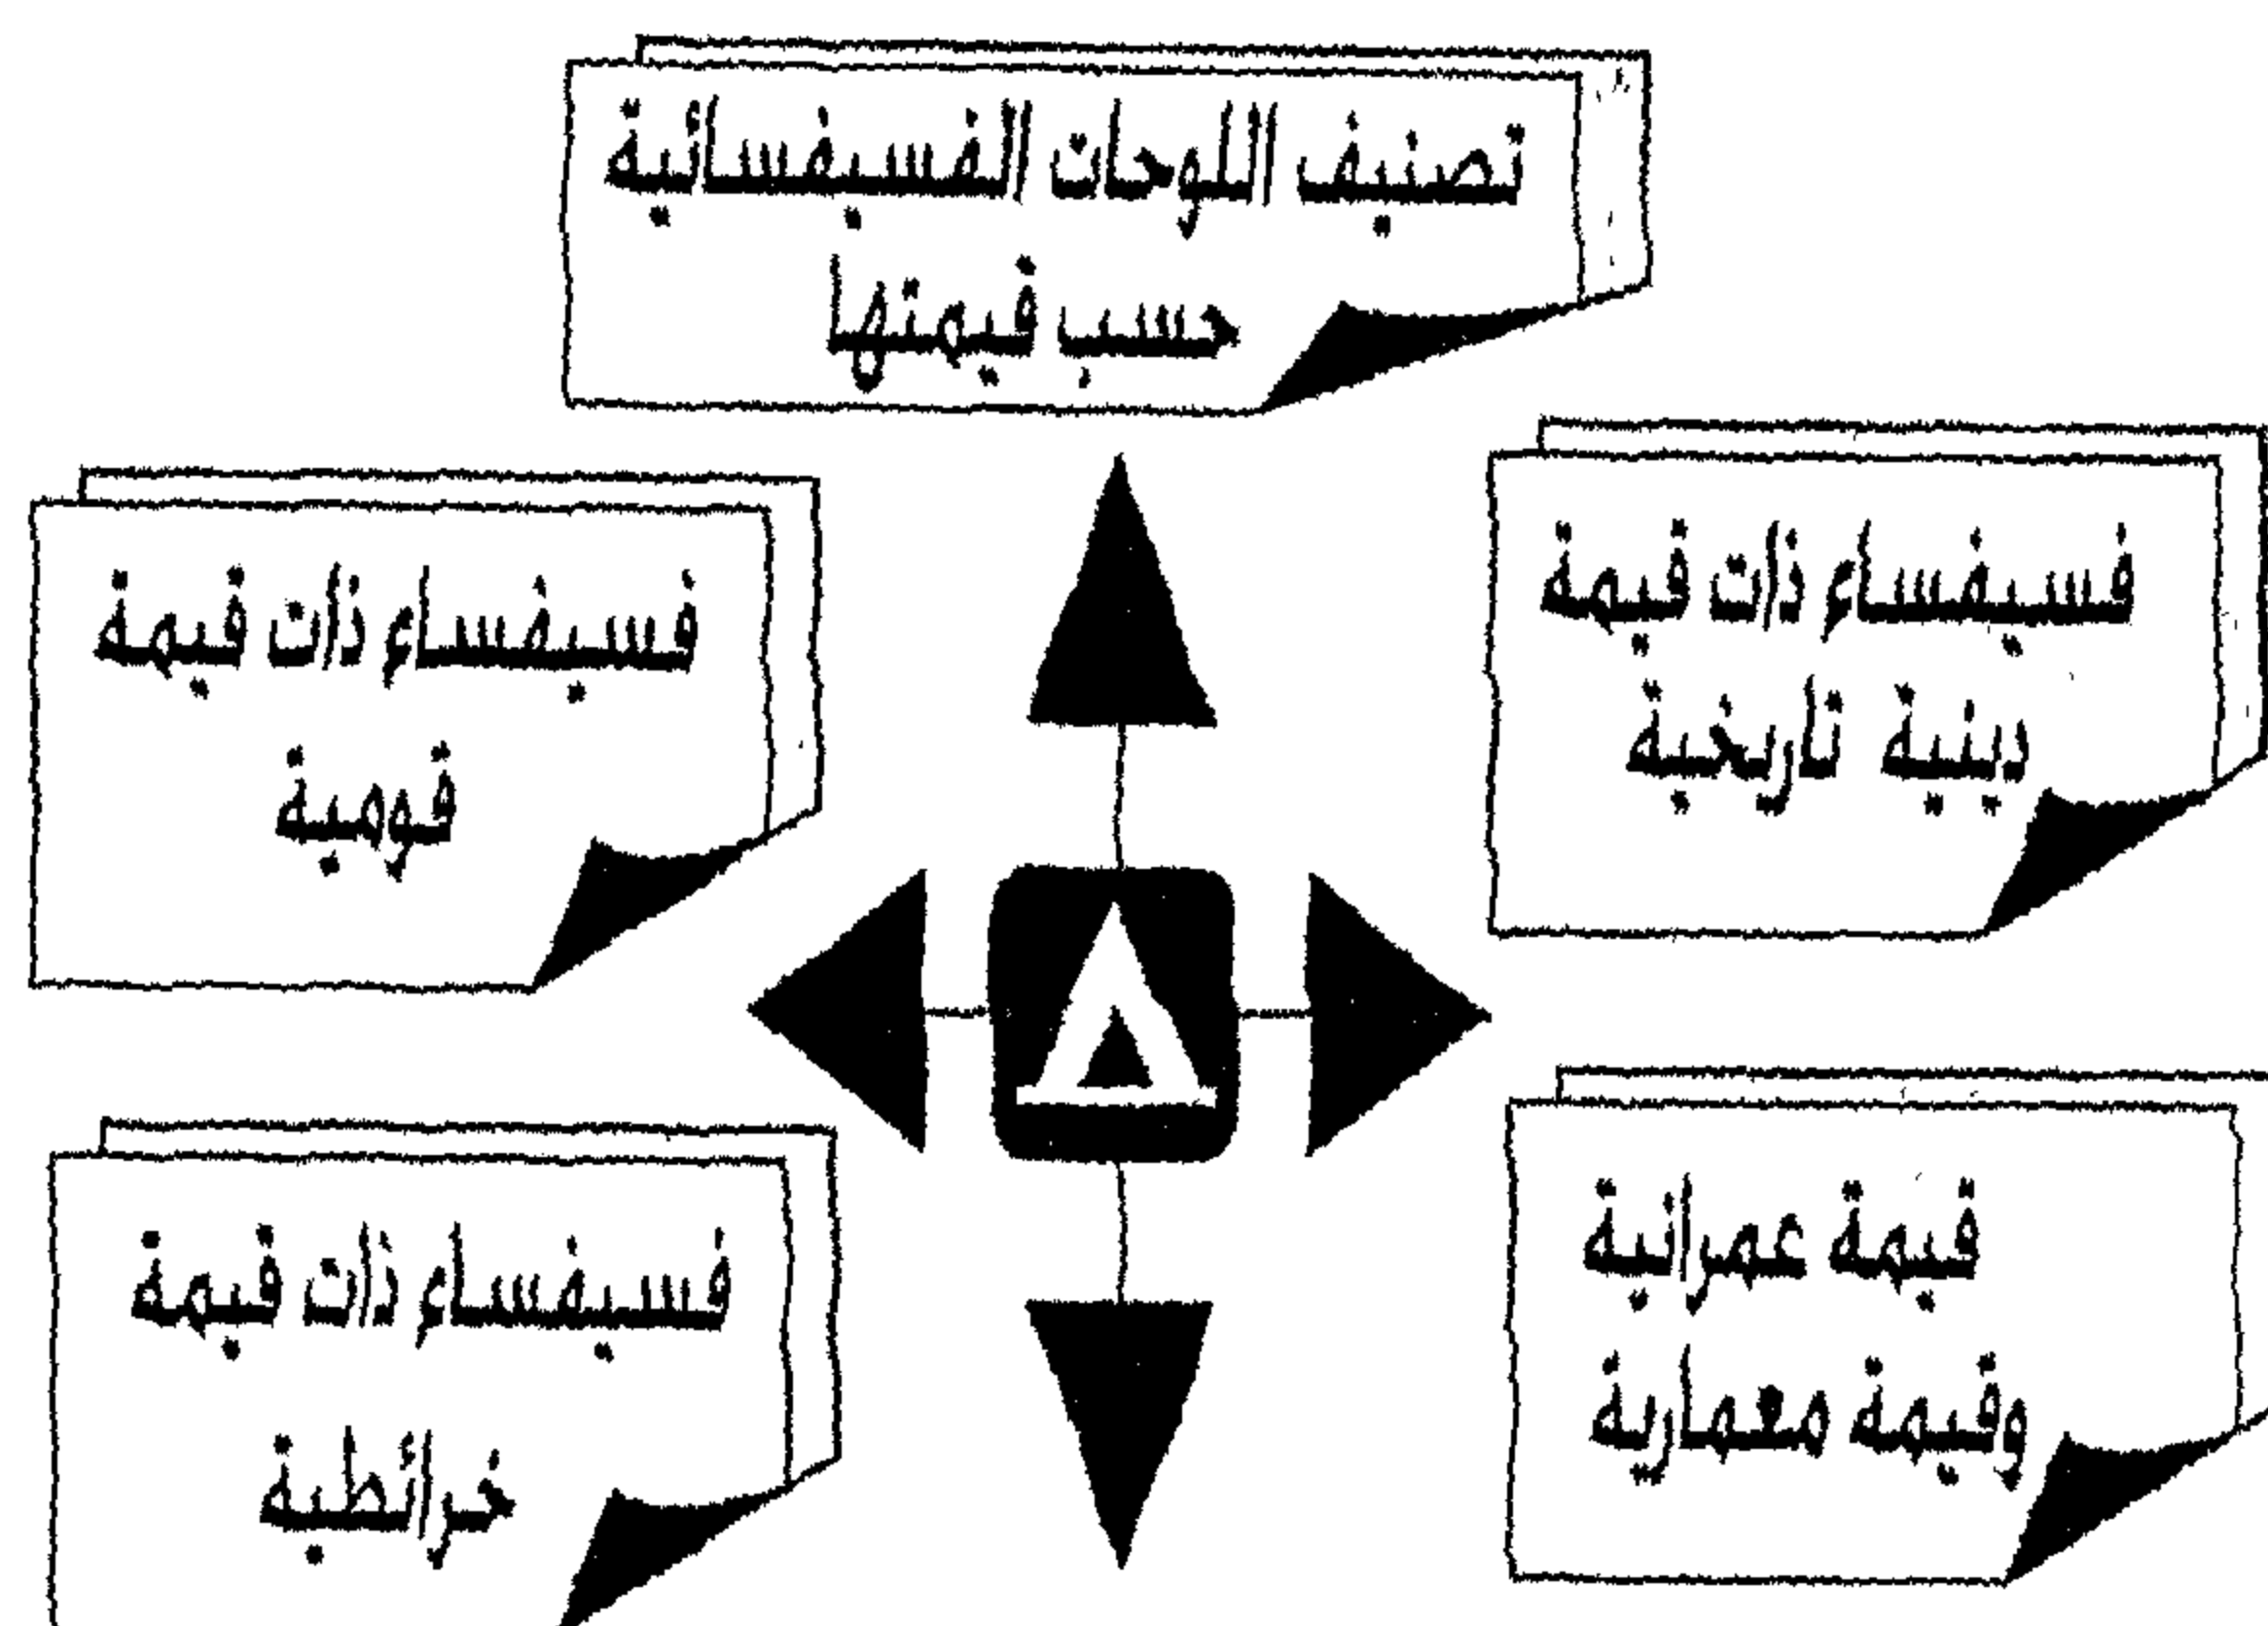 تصنيف اللوحات الفسيفسائية
حسب قيمتها
فسيفساء ذات قيمة
دينية تاريخية
فسيفساء ذات قيمة
قومية
قيمة عمرانية
وقيمة معمارية
فسيفساء ذات قيمة
خرائطية